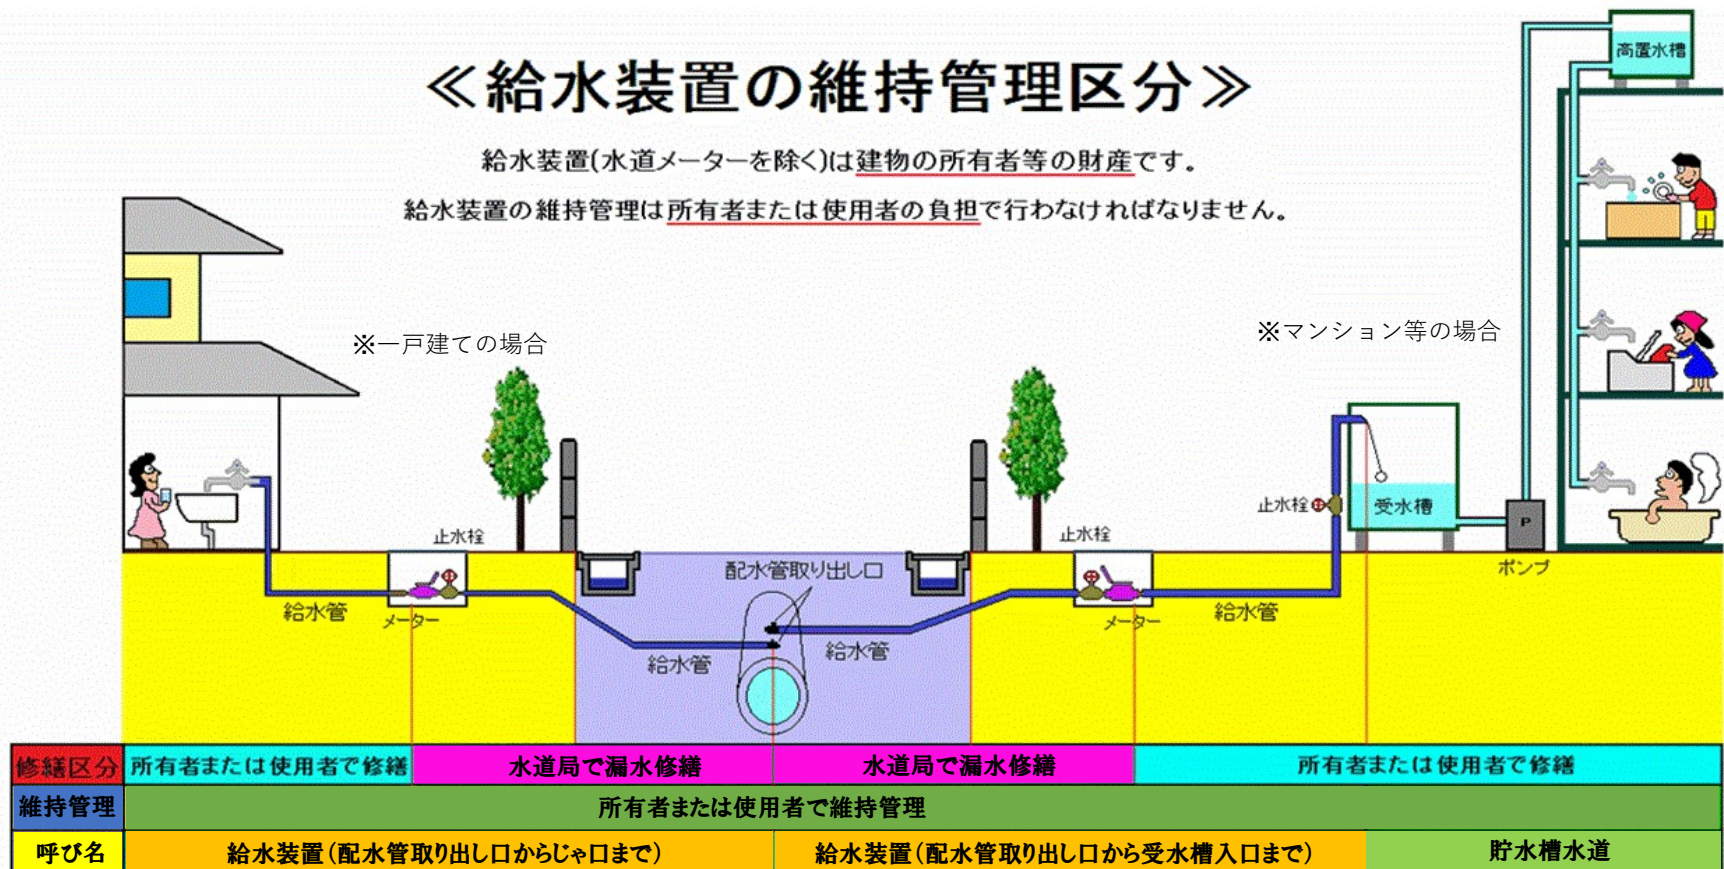 ≪給水装置の維持管理区分≫
給水装置(水道メーターを除く)は建物の所有者等の財産です。
給水装置の維持管理は所有者または使用者の負担で行わなければなりません。
高置水槽
※一戸建ての場合
※マンション等の場合
止水栓
止水栓
止水栓
受水槽
P
ポンプ
配水管取り出し口
給水管
メーター
給水管
給水管
メーター
給水管
修繕区分
所有者または使用者で修繕
水道局で漏水修繕
水道局で漏水修繕
所有者または使用者で修繕
維持管理
所有者または使用者で維持管理
呼び名
給水装置(配水管取り出し口からじゃ口まで)
給水装置(配水管取り出し口から受水槽入口まで)
貯水槽水道